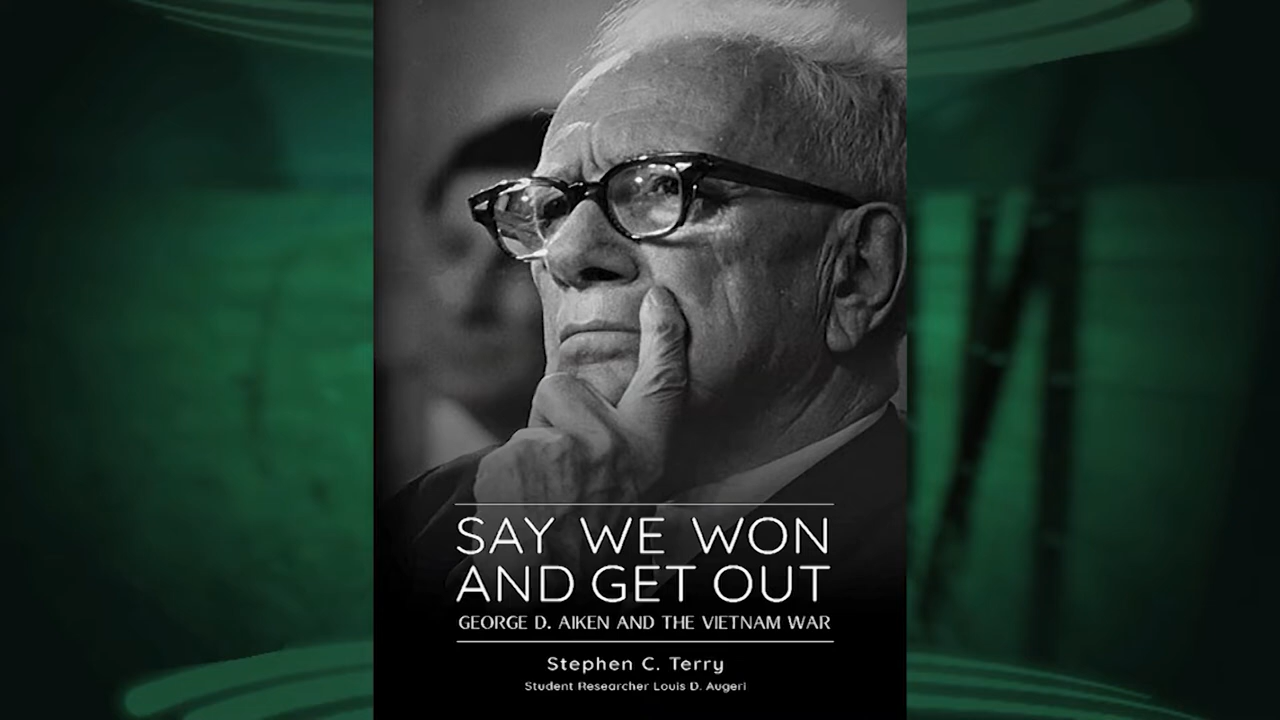 SAY WE WON
AND GET OUT
GEORGE D. AIKEN AND THE VIETNAM WAR
Stephen C. Terry
Student Researcher Louis D. Augeri